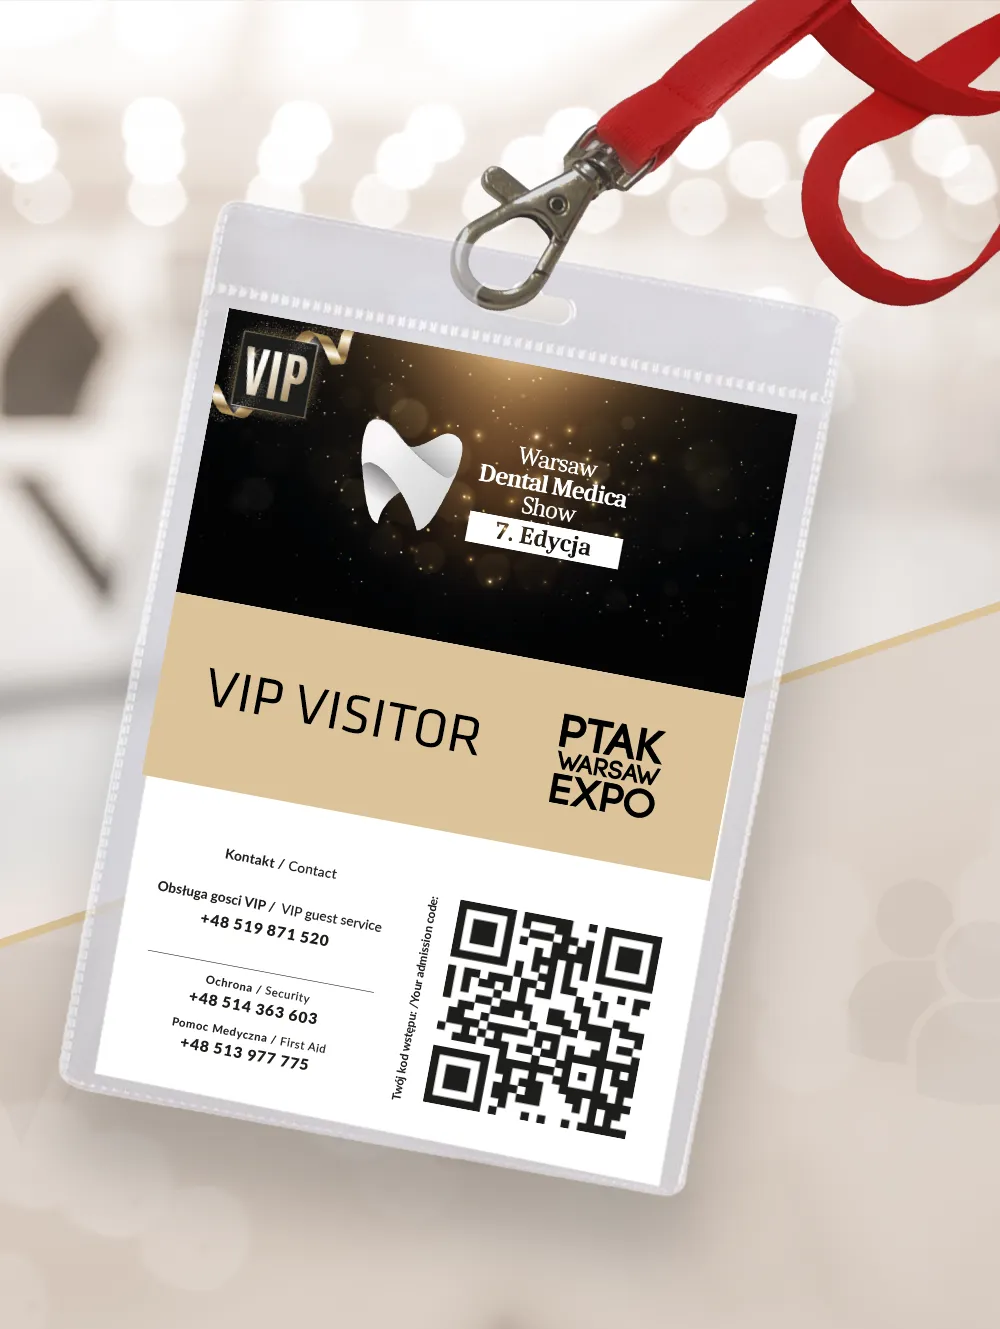 VIP
Warsaw
Dental Medica
Show
7. Edycja
VIP VISITOR
PTAK
WARSAW
EXPO
Kontakt / Contact
Obsługa gosci VIP / VIP guest service
+48 519 871 520
Ochrona / Security
+48 514 363 603
Pomoc Medyczna / First Aid
+48 513 977 775
Twój kod wstępu: /Your admission code: